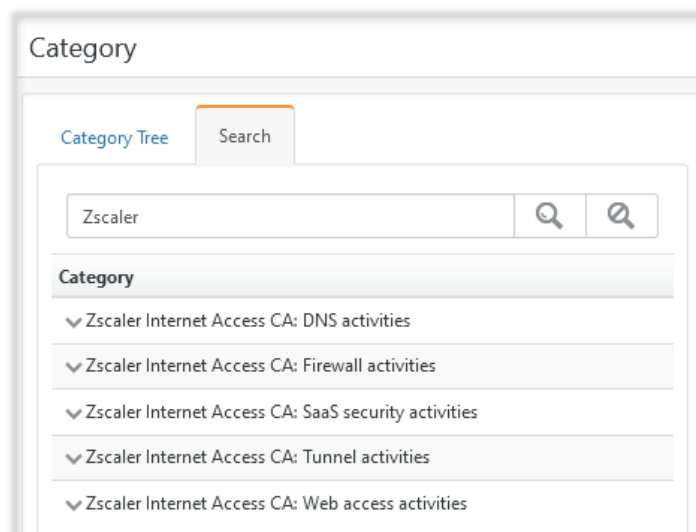 Category
Category Tree
Search
Zscaler
Category
Zscaler Internet Access CA: DNS activities
Zscaler Internet Access CA: Firewall activities
Zscaler Internet Access CA: SaaS security activities
Zscaler Internet Access CA: Tunnel activities
Zscaler Internet Access CA: Web access activities